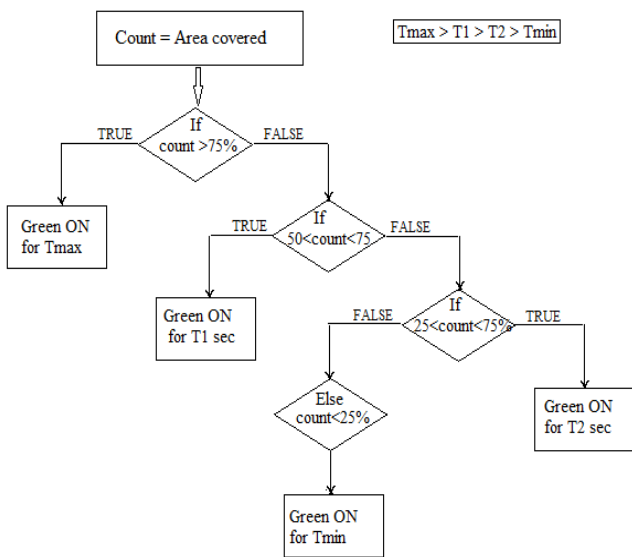 Count = Area covered
Tmax > T1 > T2 > Tmin
If
count >75%
TRUE
FALSE
Green ON
for Tmax
If
50<count<75
TRUE
FALSE
Green ON
for T1 sec
If
25<count<75%
FALSE
TRUE
Else
count<25%
Green ON
for T2 sec
Green ON
for Tmin